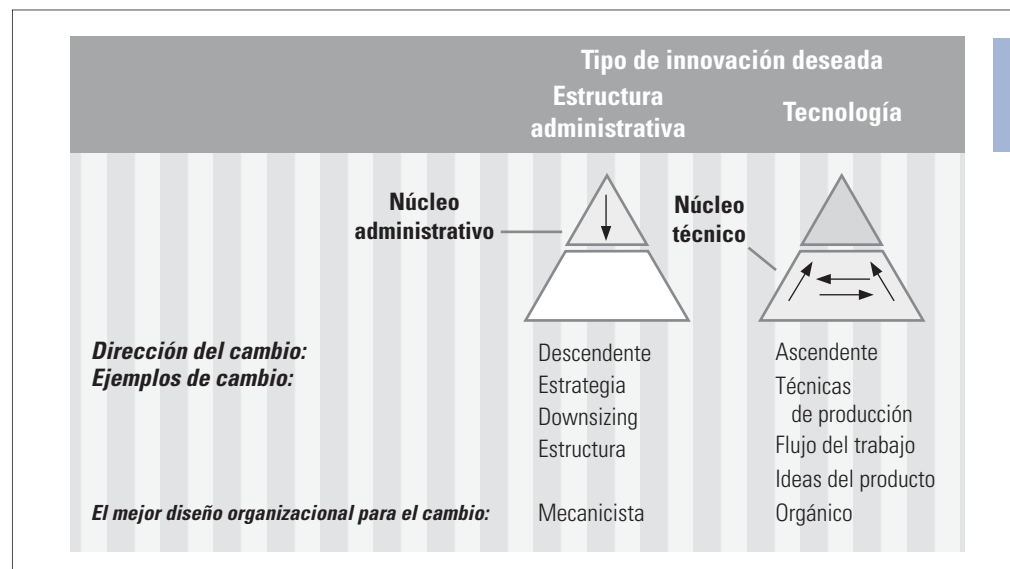 Tipo de innovación deseada
Estructura
administrativa
Tecnología
Núcleo
administrativo
Núcleo
técnico
Dirección del cambio:
Descendente
Ascendente
Ejemplos de cambio:
Estrategia
Downsizing
Estructura
Técnicas
de producción
Flujo del trabajo
Ideas del producto
El mejor diseño organizacional para el cambio:
Mecanicista
Orgánico